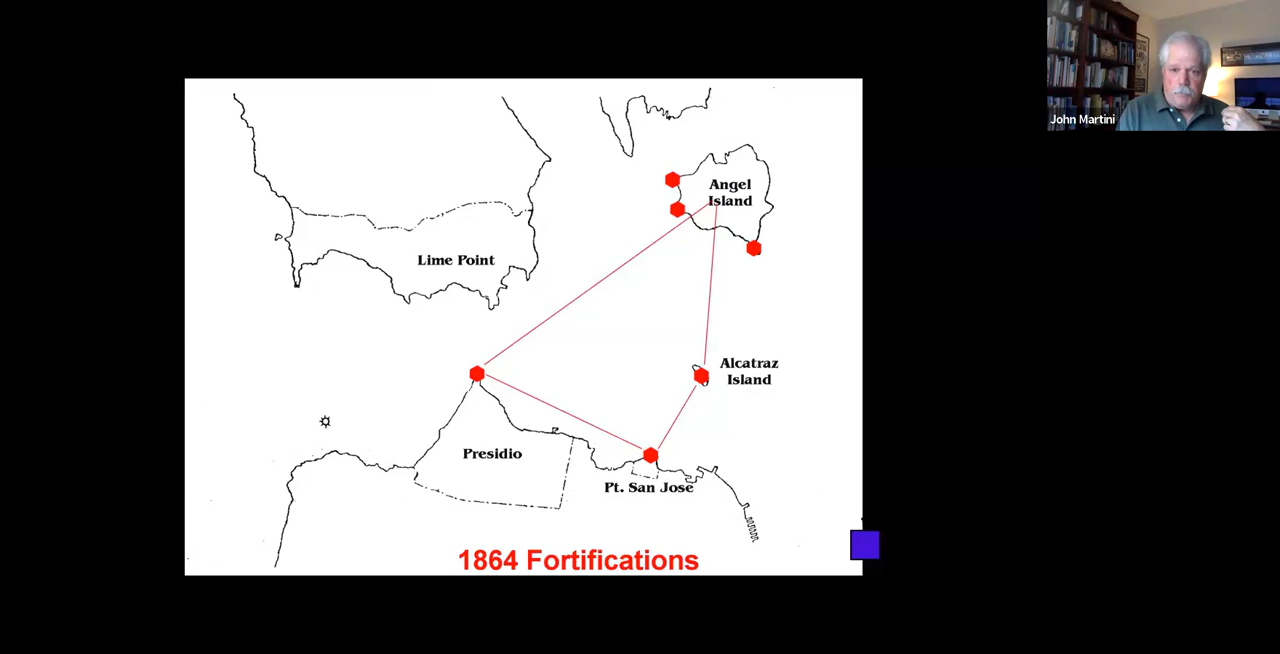 John Martini
Angel
Island
Lime Point
Alcatraz
Island
Presidio
Pt. San Jose
1864 Fortifications